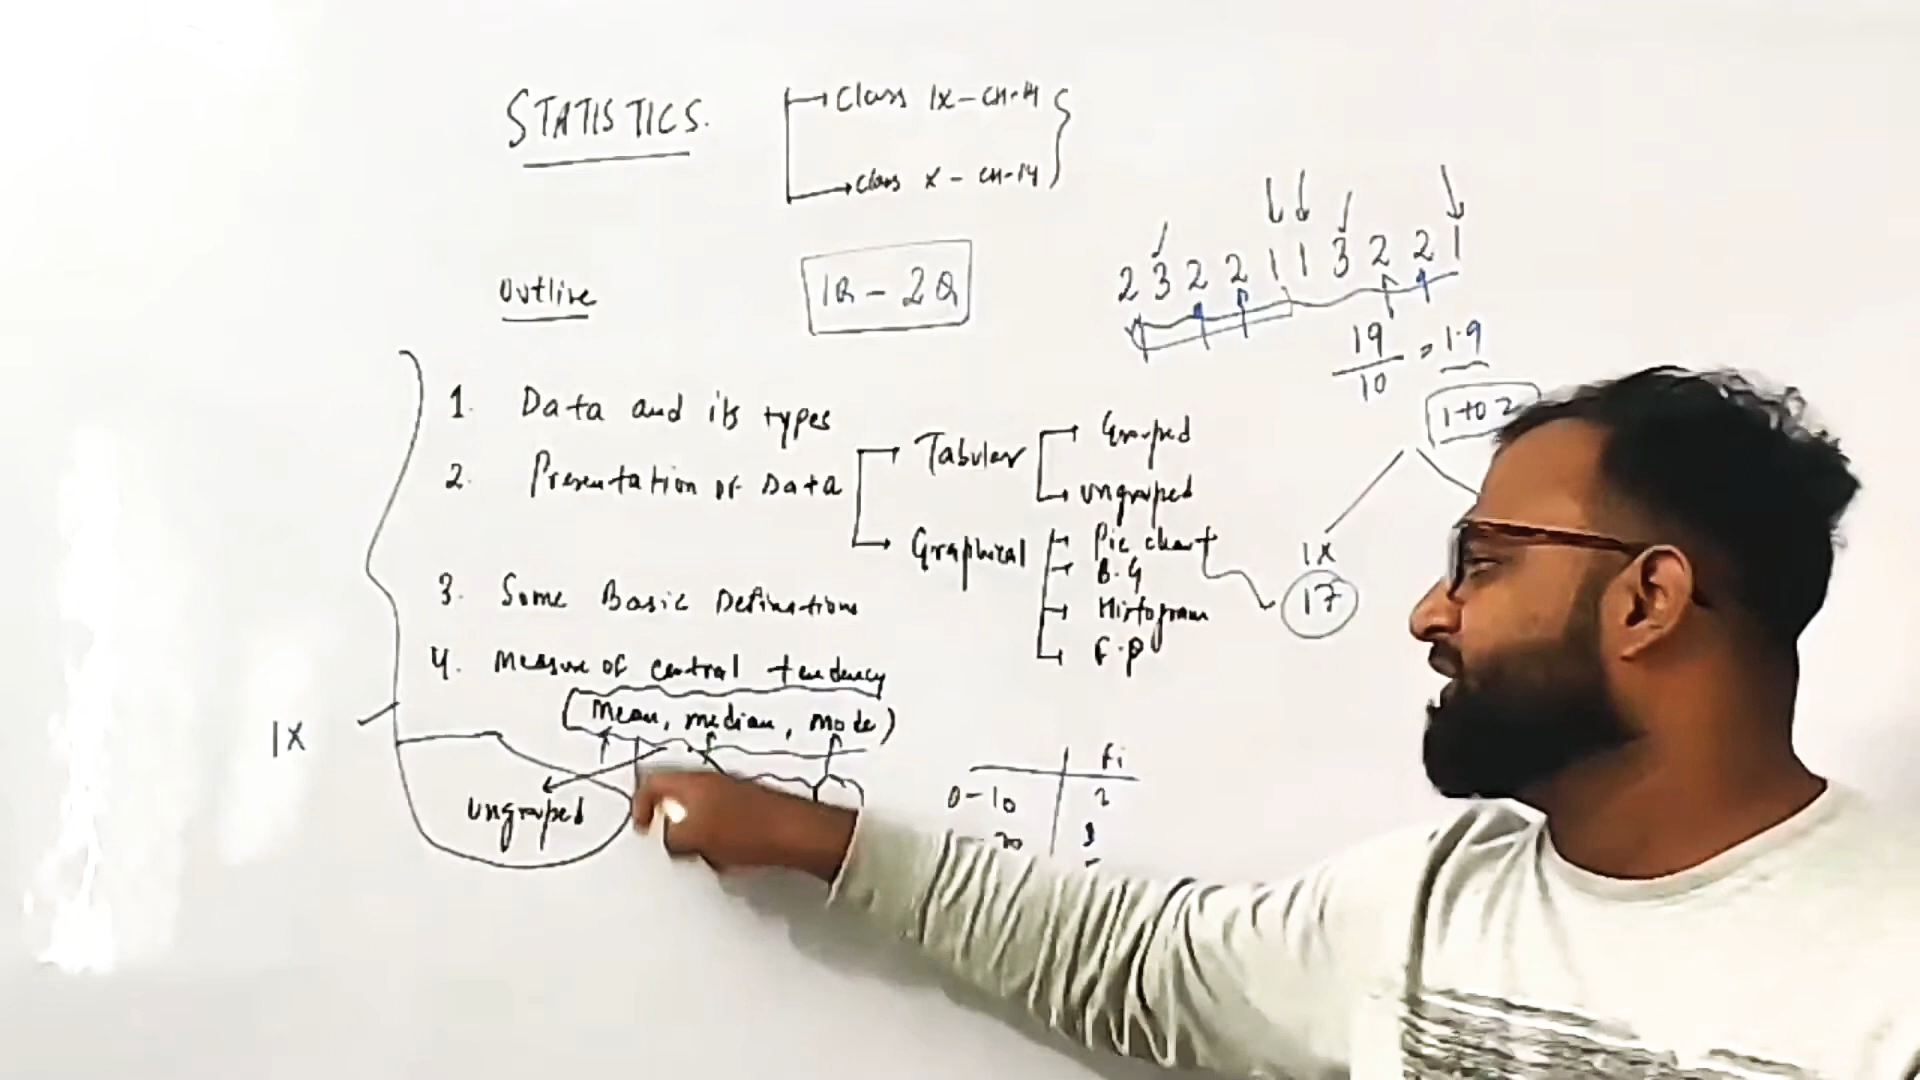 STATISTICS.
Class IX - CH-14
Class X - CH-14
Outline
1Q - 2Q
2 3 2 2 1 1 3 2 2 1
19/10 = 1.9
1 to 2
1. Data and its types
2. Presentation of Data
Tabular
Grouped
ungrouped
Graphical
Pie chart
B.G
Histogram
F.P
IX
17
3. Some Basic Definations
4. Measure of central tendency
(Mean, median, Mode)
IX
ungrouped
fi
0-10 2
20 3